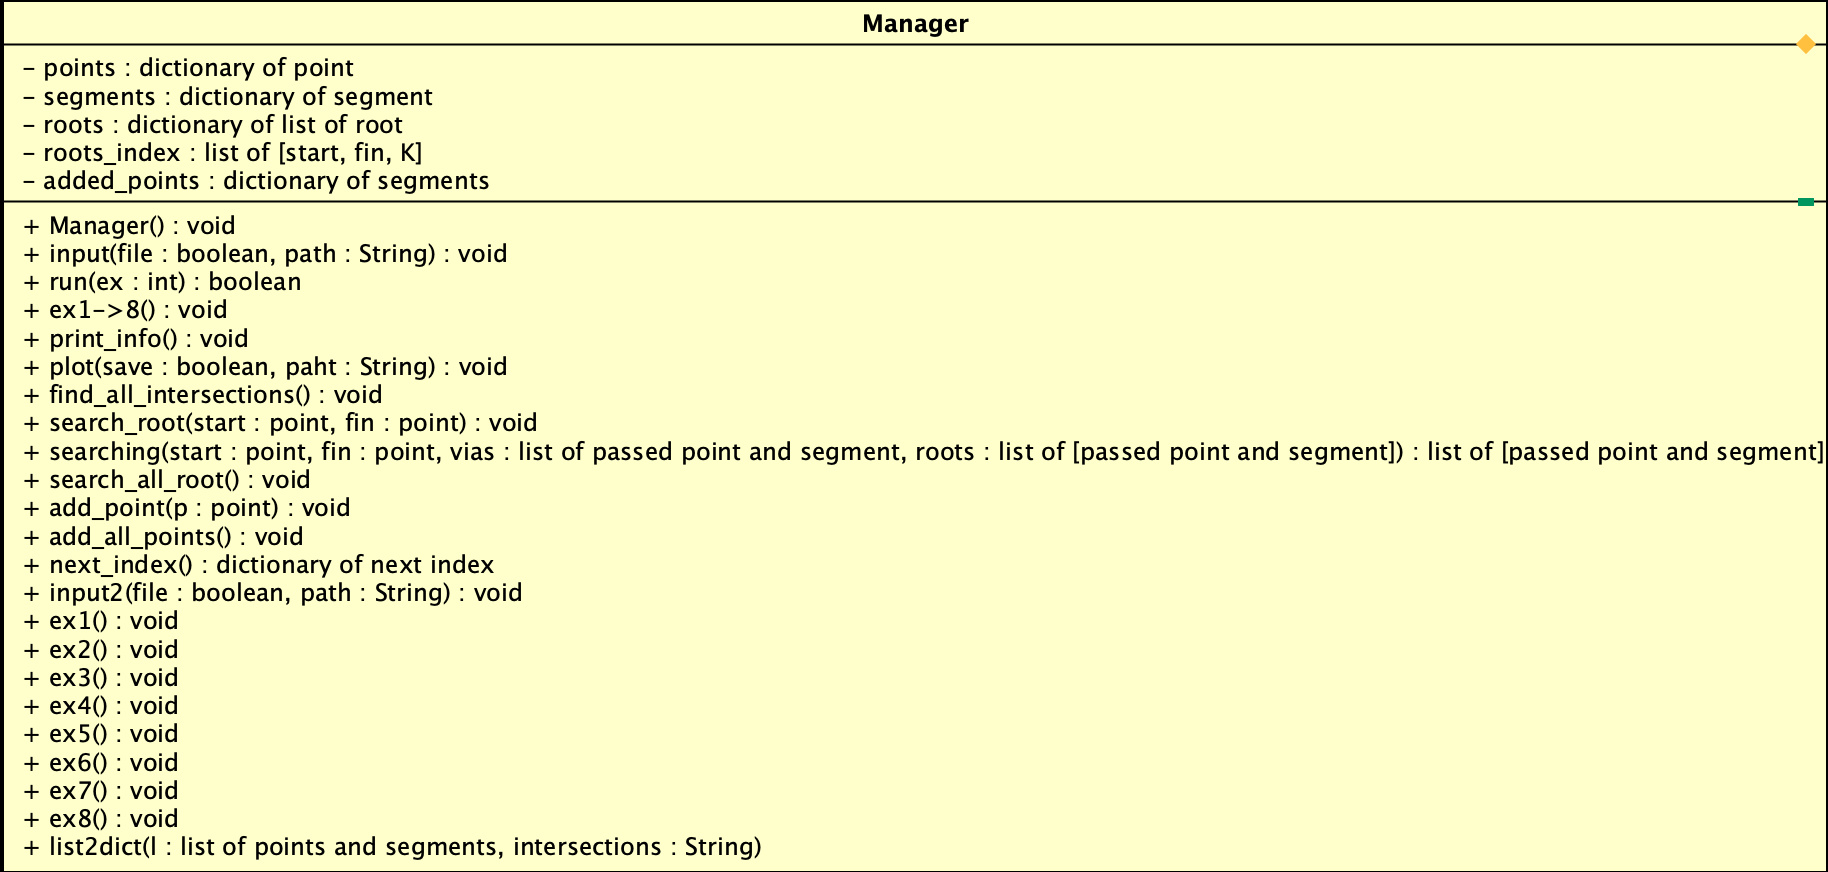 Manager
- points : dictionary of point
- segments : dictionary of segment
- roots : dictionary of list of root
- roots_index : list of [start, fin, K]
- added_points : dictionary of segments
+ Manager() : void
+ input(file : boolean, path : String) : void
+ run(ex : int) : boolean
+ ex1->8() : void
+ print_info() : void
+ plot(save : boolean, paht : String) : void
+ find_all_intersections() : void
+ search_root(start : point, fin : point) : void
+ searching(start : point, fin : point, vias : list of passed point and segment, roots : list of [passed point and segment]) : list of [passed point and segment]
+ search_all_root() : void
+ add_point(p : point) : void
+ add_all_points() : void
+ next_index() : dictionary of next index
+ input2(file : boolean, path : String) : void
+ ex1() : void
+ ex2() : void
+ ex3() : void
+ ex4() : void
+ ex5() : void
+ ex6() : void
+ ex7() : void
+ ex8() : void
+ list2dict(l : list of points and segments, intersections : String)